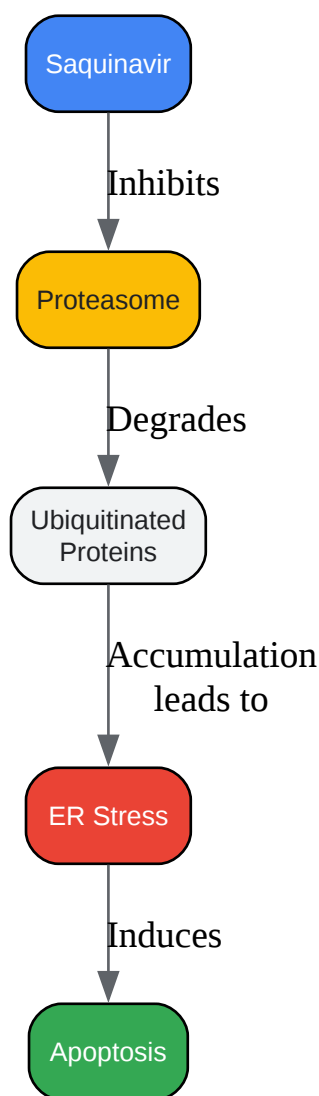 Saquinavir
Inhibits
Proteasome
Degrades
Ubiquitinated
Proteins
Accumulation
leads to
ER Stress
Induces
Apoptosis